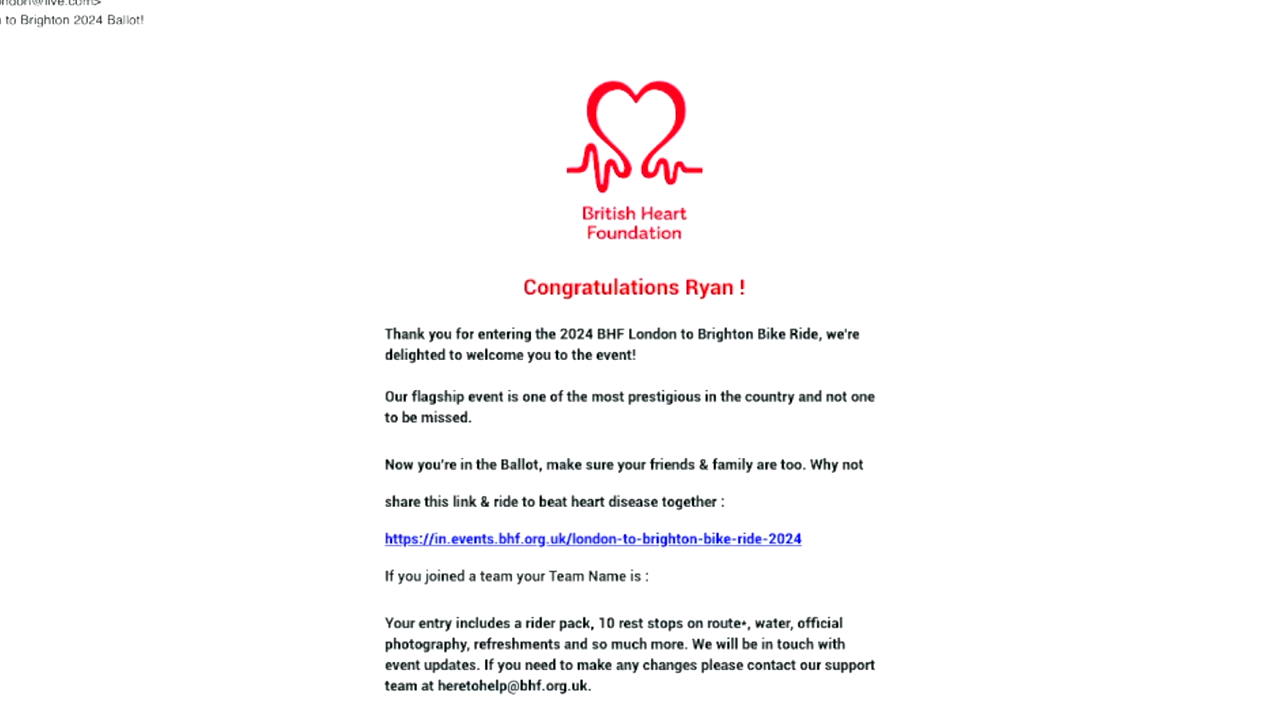 to Brighton 2024 Ballot!
British Heart
Foundation
Congratulations Ryan !
Thank you for entering the 2024 BHF London to Brighton Bike Ride, we're
delighted to welcome you to the event!
Our flagship event is one of the most prestigious in the country and not one
to be missed.
Now you're in the Ballot, make sure your friends & family are too. Why not
share this link & ride to beat heart disease together :
https://in.events.bhf.org.uk/london-to-brighton-bike-ride-2024
If you joined a team your Team Name is :
Your entry includes a rider pack, 10 rest stops on route*, water, official
photography, refreshments and so much more. We will be in touch with
event updates. If you need to make any changes please contact our support
team at heretohelp@bhf.org.uk.